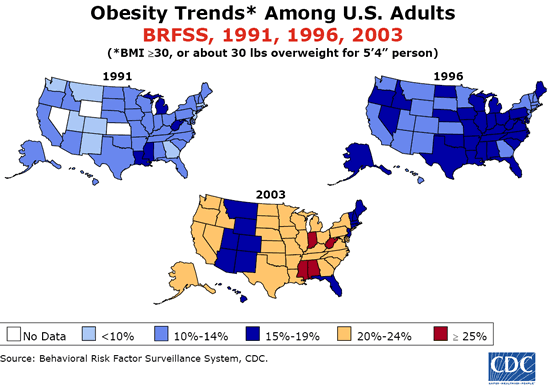 Obesity Trends* Among U.S. Adults
BRFSS, 1991, 1996, 2003
(*BMI ≥30, or about 30 lbs overweight for 5’4” person)
1991
1996
2003
No Data
<10%
10%-14%
15%-19%
20%-24%
≥ 25%
Source: Behavioral Risk Factor Surveillance System, CDC.
CDC